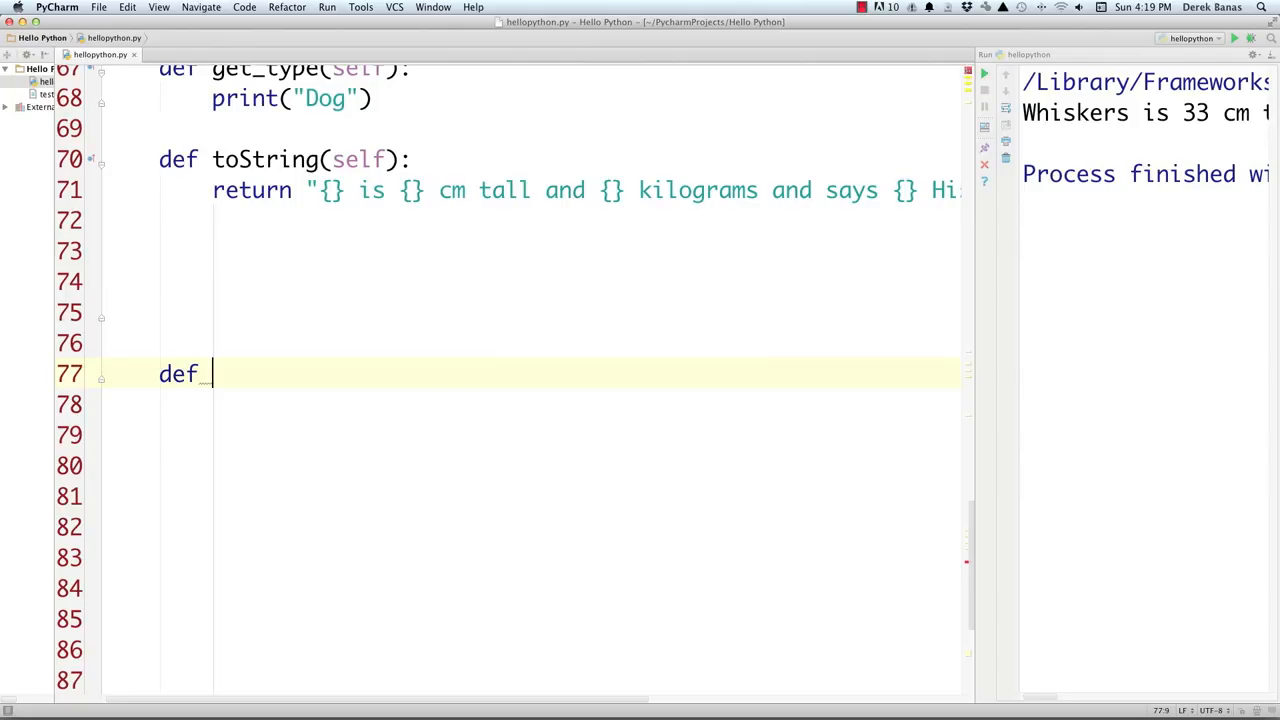 PyCharm File Edit View Navigate Code Refactor Run Tools VCS Window Help 10 Sun 4:19 PM Derek Banas
hellopython.py - Hello Python - [~/PycharmProjects/Hello Python]
Hello Python hellopython.py hellopython
hellopython.py Run hellopython
Hello F
hell
test
Externa
67 def get_type(self):
68 print("Dog")
69
70 def toString(self):
71 return "{} is {} cm tall and {} kilograms and says {} Hi
72
73
74
75
76
77 def
78
79
80
81
82
83
84
85
86
87
/Library/Frameworks
Whiskers is 33 cm t
Process finished wi
77:9 LF UTF-8